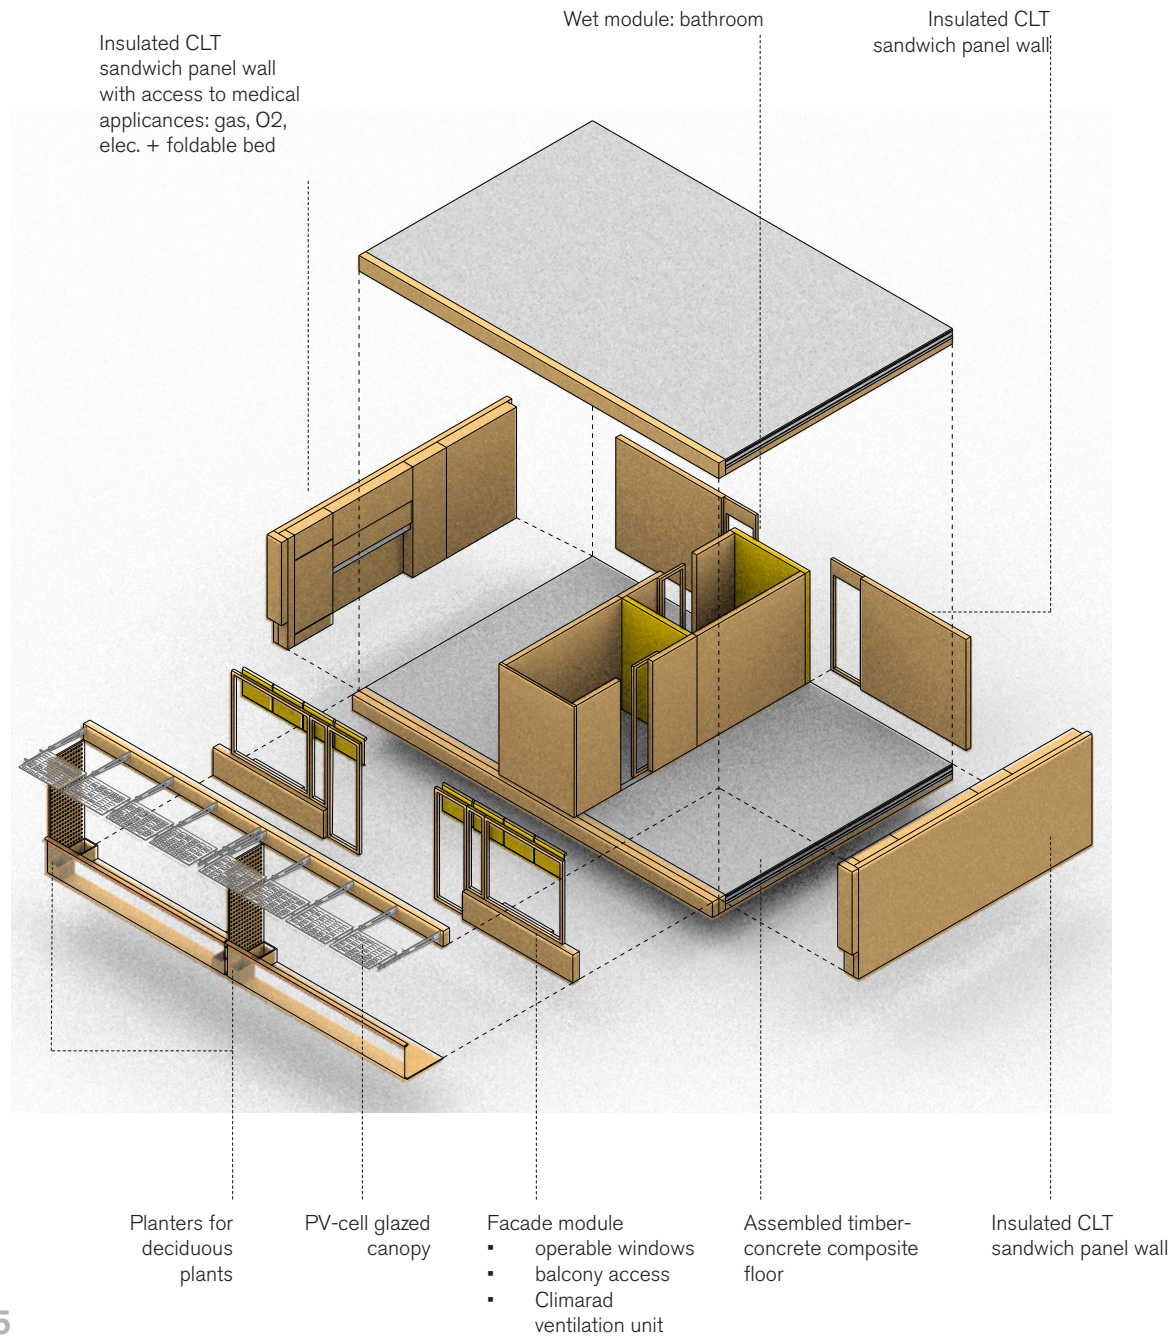 Wet module: bathroom
Insulated CLT
sandwich panel wall
Insulated CLT
sandwich panel wall
with access to medical
applicances: gas, O2,
elec. + foldable bed
Planters for
deciduous
plants
PV-cell glazed
canopy
Facade module
▪ operable windows
▪ balcony access
▪ Climarad
ventilation unit
Assembled timber-
concrete composite
floor
Insulated CLT
sandwich panel wall
5